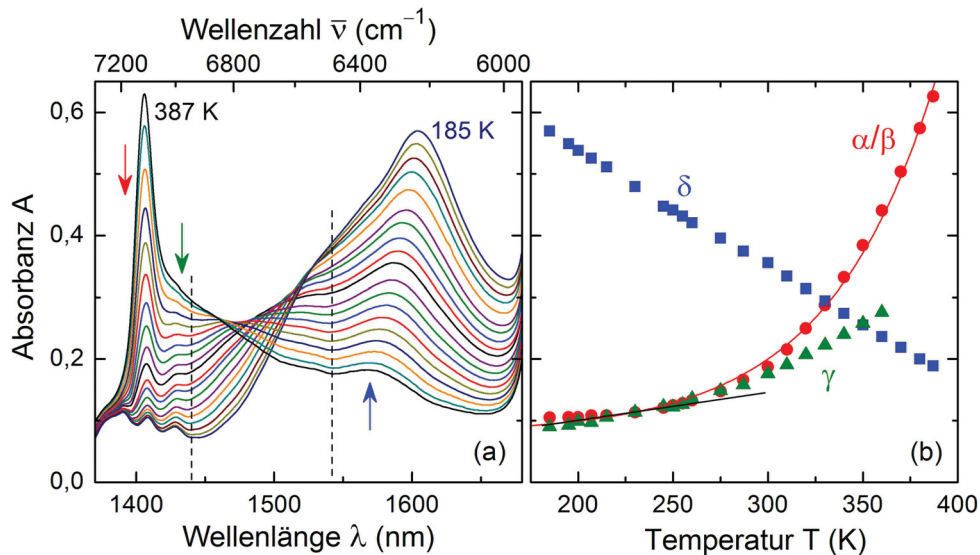 Wellenzahl ν̅ (cm⁻¹)
7200 6800 6400 6000
0,6
0,4
0,2
0,0
Absorbanz A
387 K
185 K
(a)
1400 1500 1600
Wellenlänge λ (nm)
α/β
δ
γ
(b)
200 250 300 350 400
Temperatur T (K)